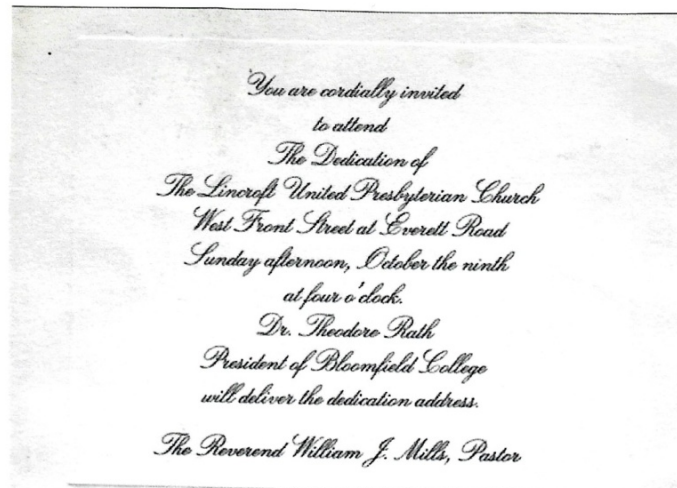 You are cordially invited
to attend
The Dedication of
The Lincroft United Presbyterian Church
West Front Street at Everett Road
Sunday afternoon, October the ninth
at four o'clock.
Dr. Theodore Rath
President of Bloomfield College
will deliver the dedication address.
The Reverend William J. Mills, Pastor